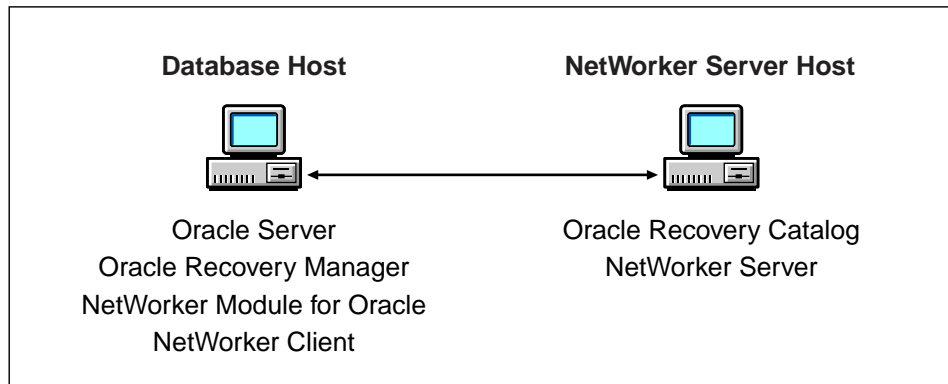 Database Host
NetWorker Server Host
Oracle Server
Oracle Recovery Manager
NetWorker Module for Oracle
NetWorker Client
Oracle Recovery Catalog
NetWorker Server